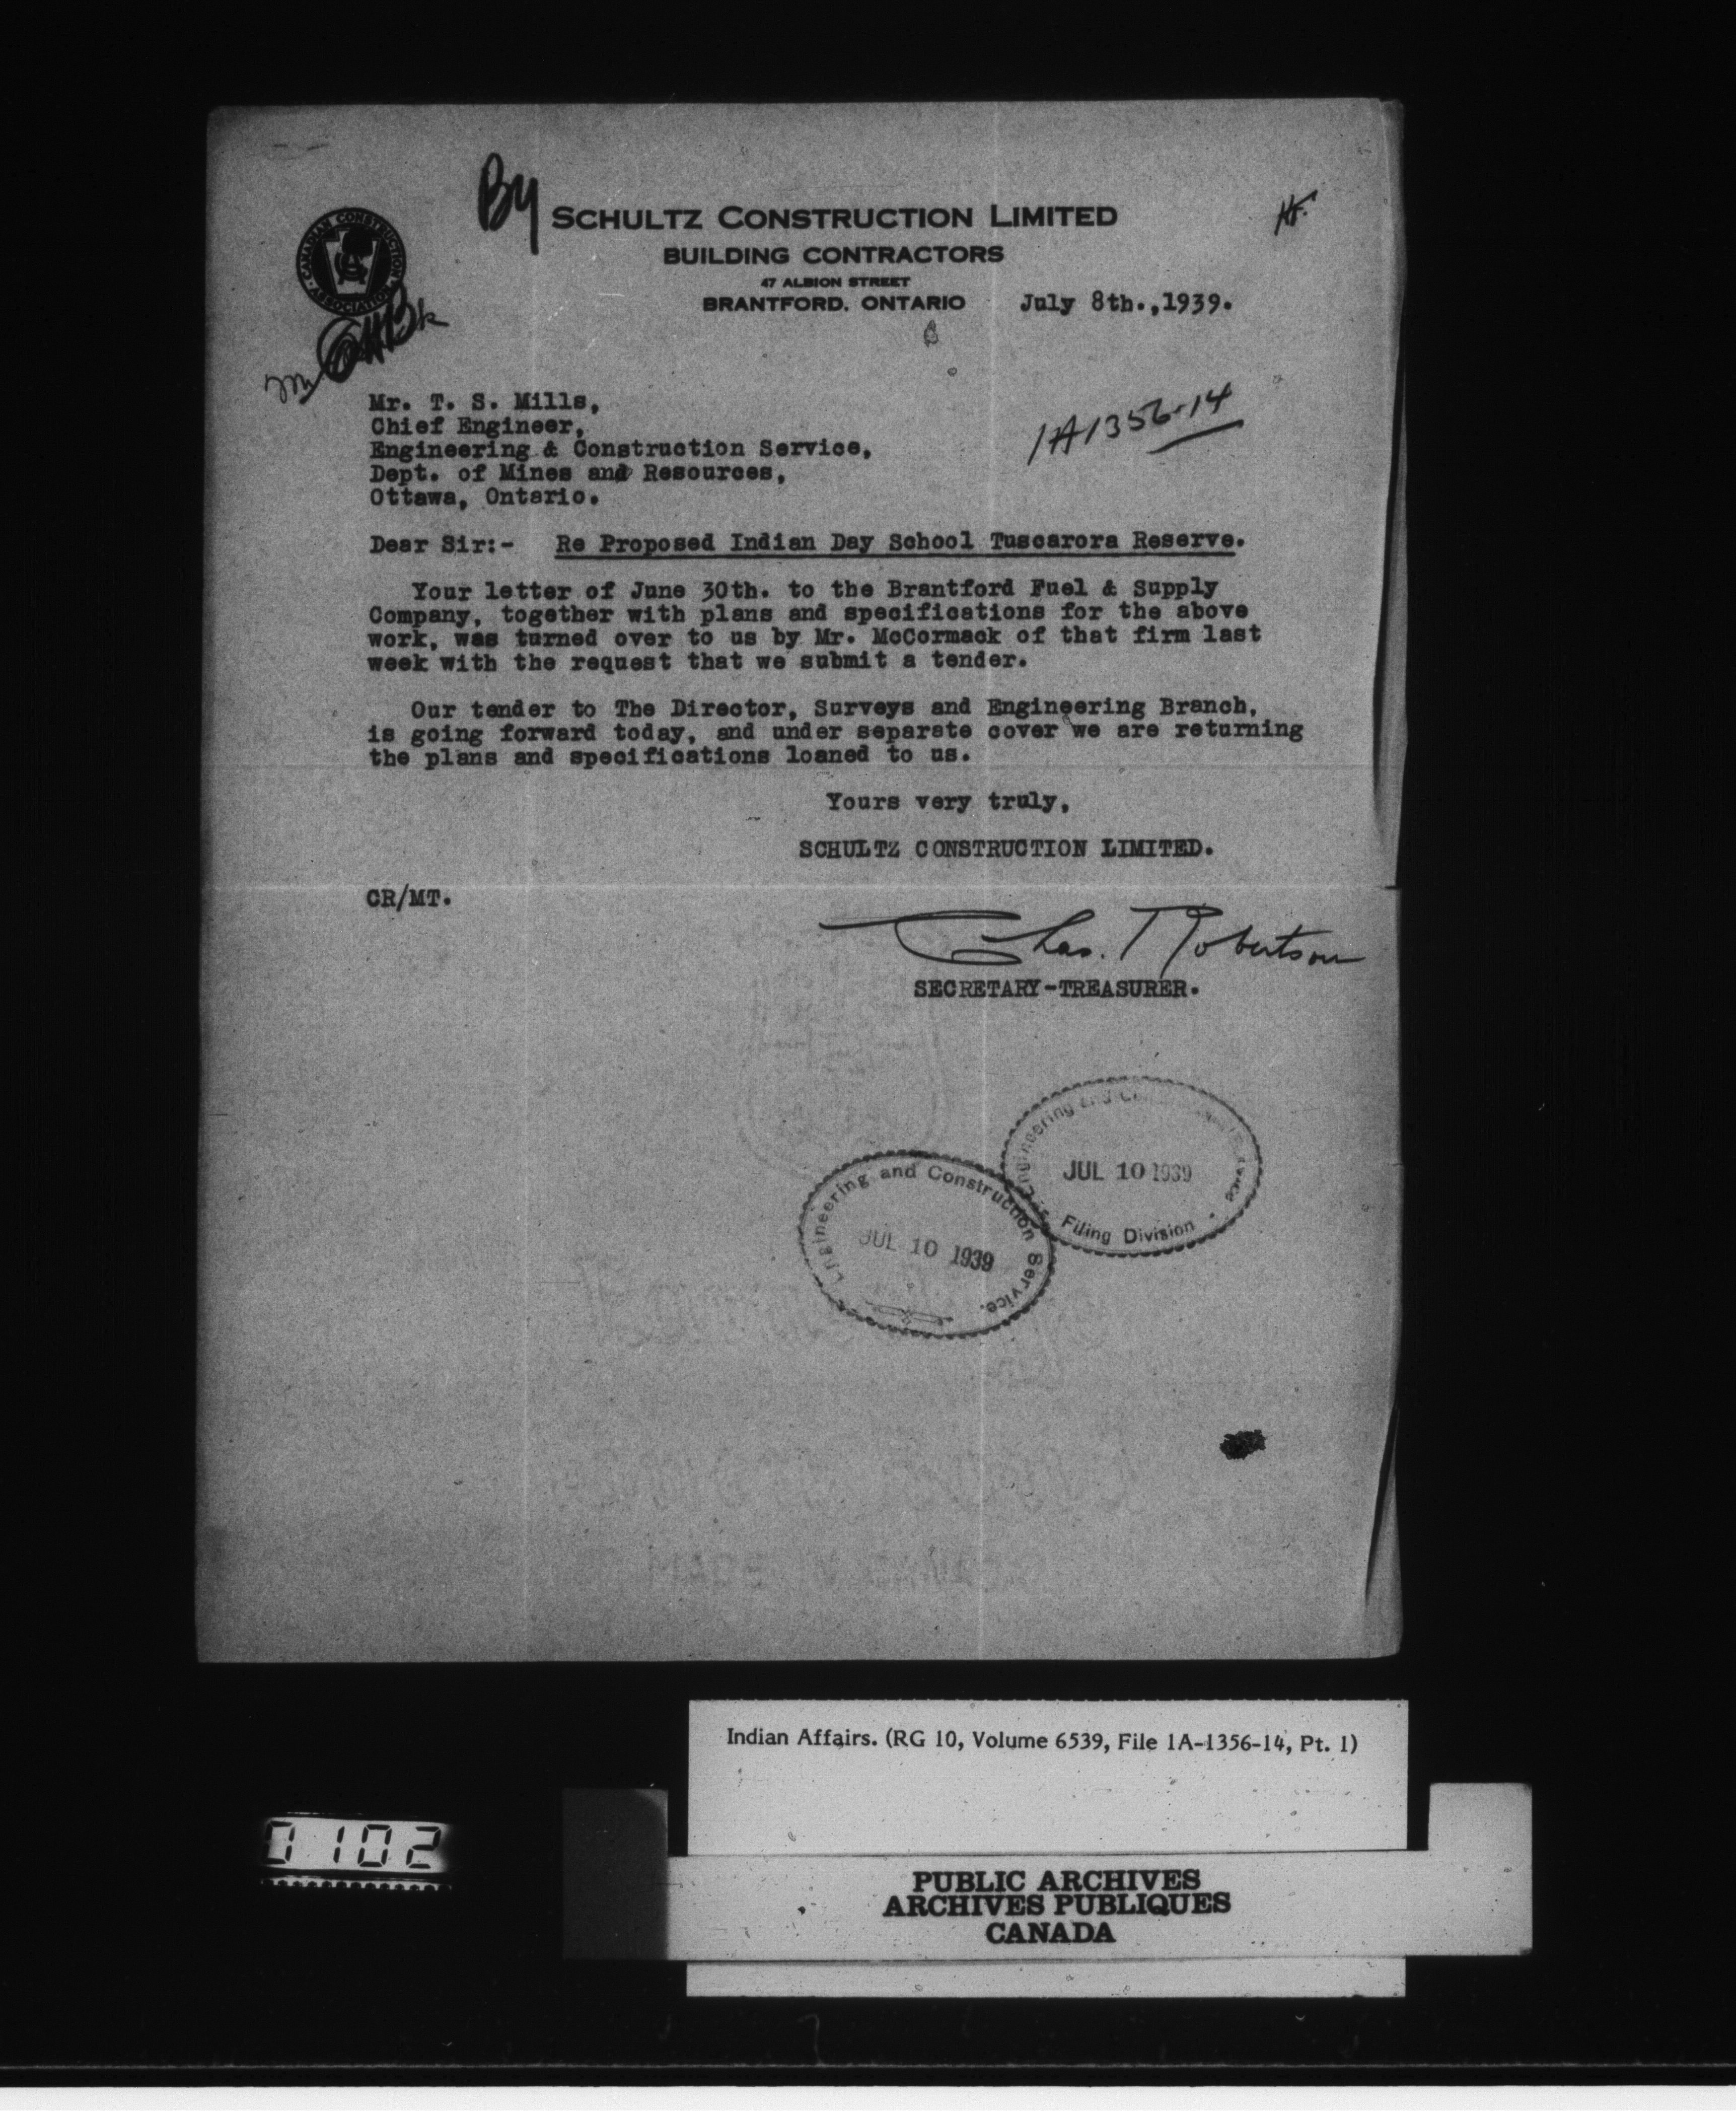 By
SCHULTZ CONSTRUCTION LIMITED
BUILDING CONTRACTORS
47 ALBION STREET
BRANTFORD, ONTARIO
July 8th.,1939.
CANADIAN CONSTRUCTION ASSOCIATION
1A1356-14
Mr. T. S. Mills,
Chief Engineer,
Engineering & Construction Service,
Dept. of Mines and Resources,
Ottawa, Ontario.
Dear Sir:- Re Proposed Indian Day School Tuscarora Reserve.
Your letter of June 30th. to the Brantford Fuel & Supply
Company, together with plans and specifications for the above
work, was turned over to us by Mr. McCormack of that firm last
week with the request that we submit a tender.
Our tender to The Director, Surveys and Engineering Branch,
is going forward today, and under separate cover we are returning
the plans and specifications loaned to us.
Yours very truly,
SCHULTZ CONSTRUCTION LIMITED.
CR/MT.
Chas. Robertson
SECRETARY-TREASURER.
Engineering and
JUL 10 1939
Filing Division
Engineering and Construction Service.
JUL 10 1939
Indian Affairs. (RG 10, Volume 6539, File 1A-1356-14, Pt. 1)
0102
PUBLIC ARCHIVES
ARCHIVES PUBLIQUES
CANADA